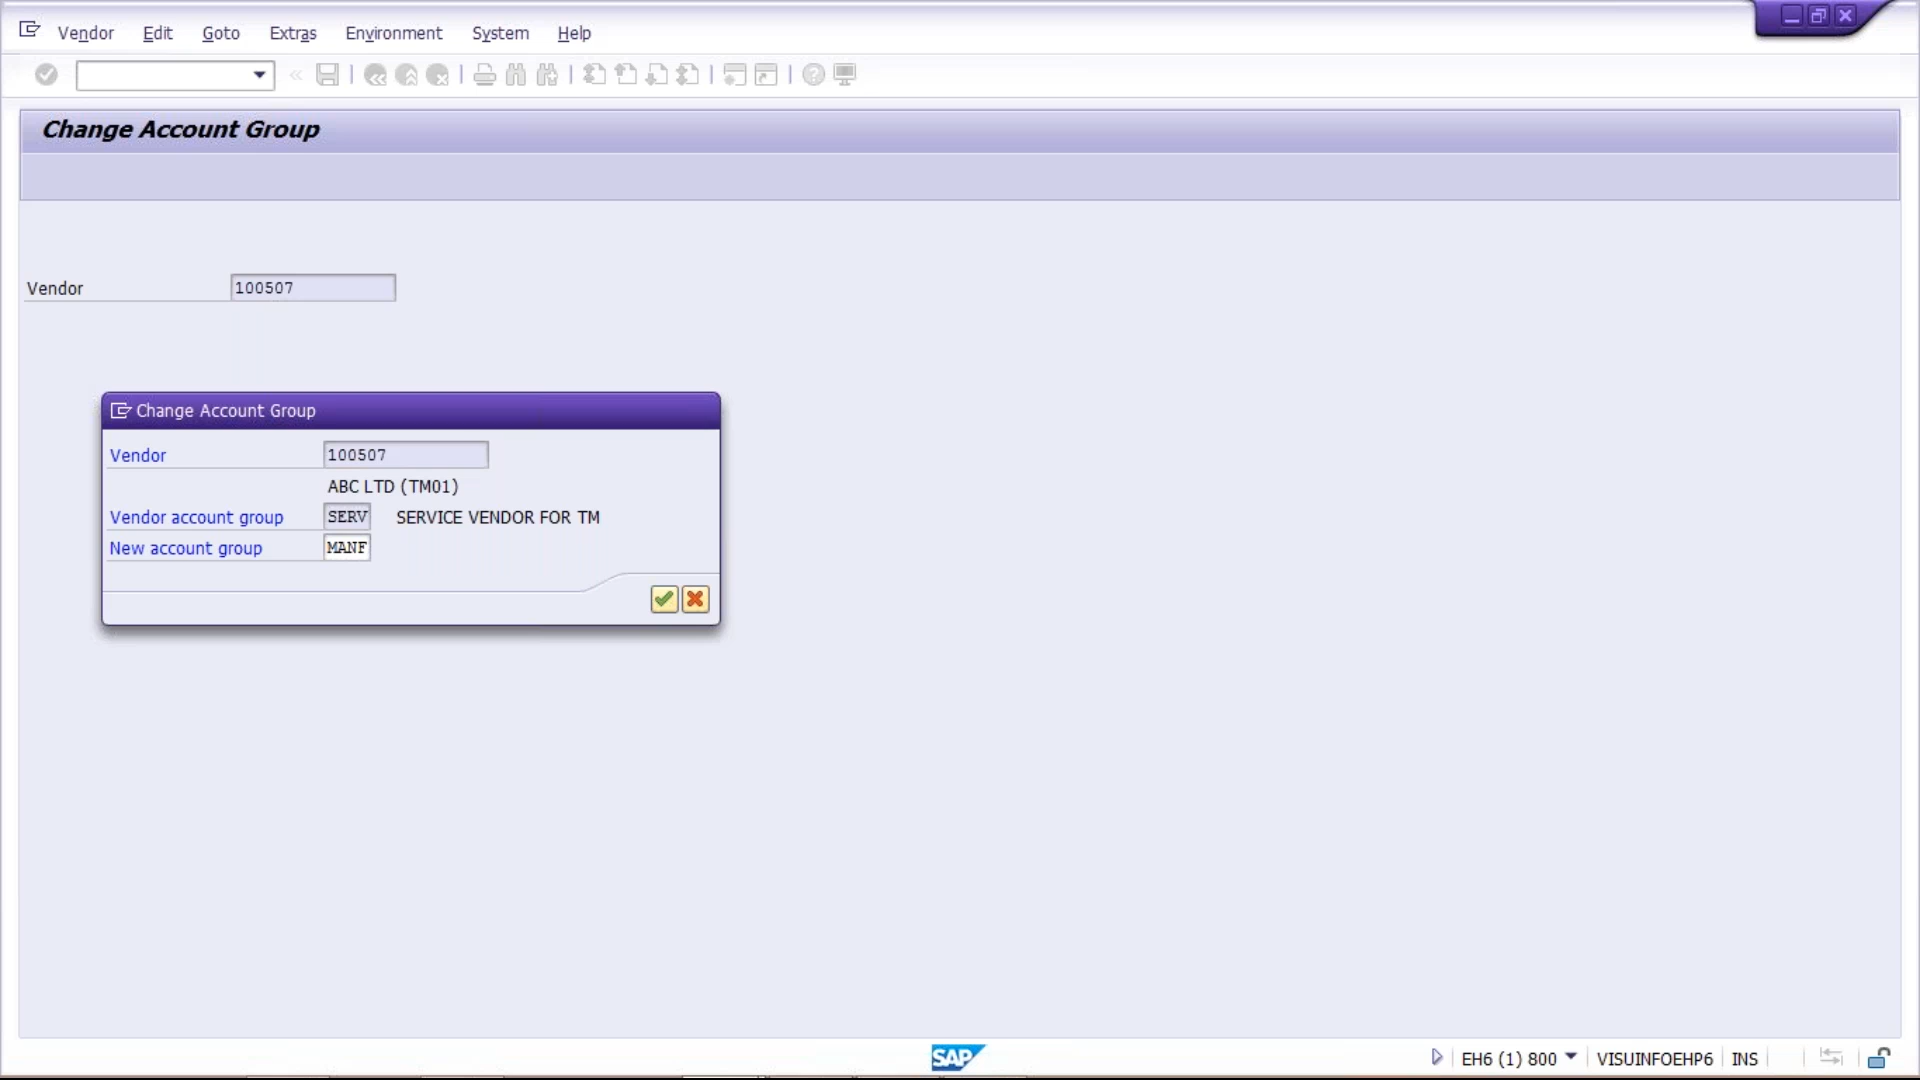 Vendor Edit Goto Extras Environment System Help
Change Account Group
Vendor 100507
Change Account Group
Vendor 100507
ABC LTD (TM01)
Vendor account group SERV SERVICE VENDOR FOR TM
New account group MANF
SAP
EH6 (1) 800 VISUINFOEHP6 INS